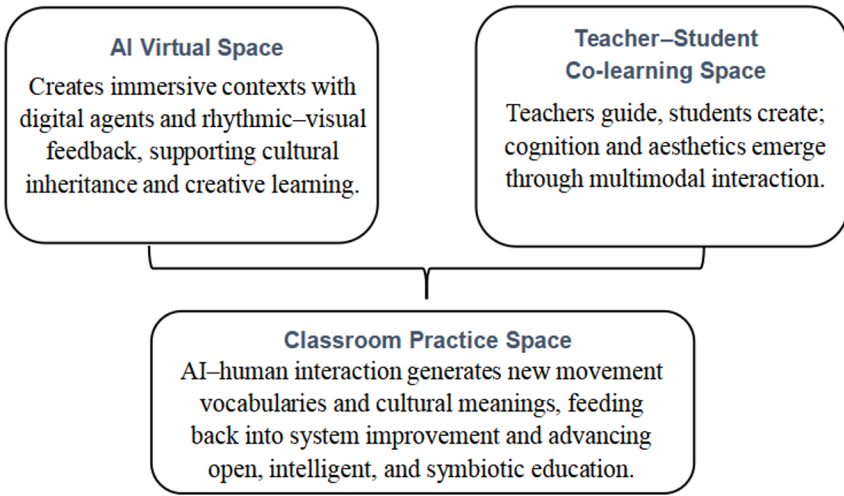 AI Virtual Space
Creates immersive contexts with
digital agents and rhythmic–visual
feedback, supporting cultural
inheritance and creative learning.
Teacher–Student
Co-learning Space
Teachers guide, students create;
cognition and aesthetics emerge
through multimodal interaction.
Classroom Practice Space
AI–human interaction generates new movement
vocabularies and cultural meanings, feeding
back into system improvement and advancing
open, intelligent, and symbiotic education.